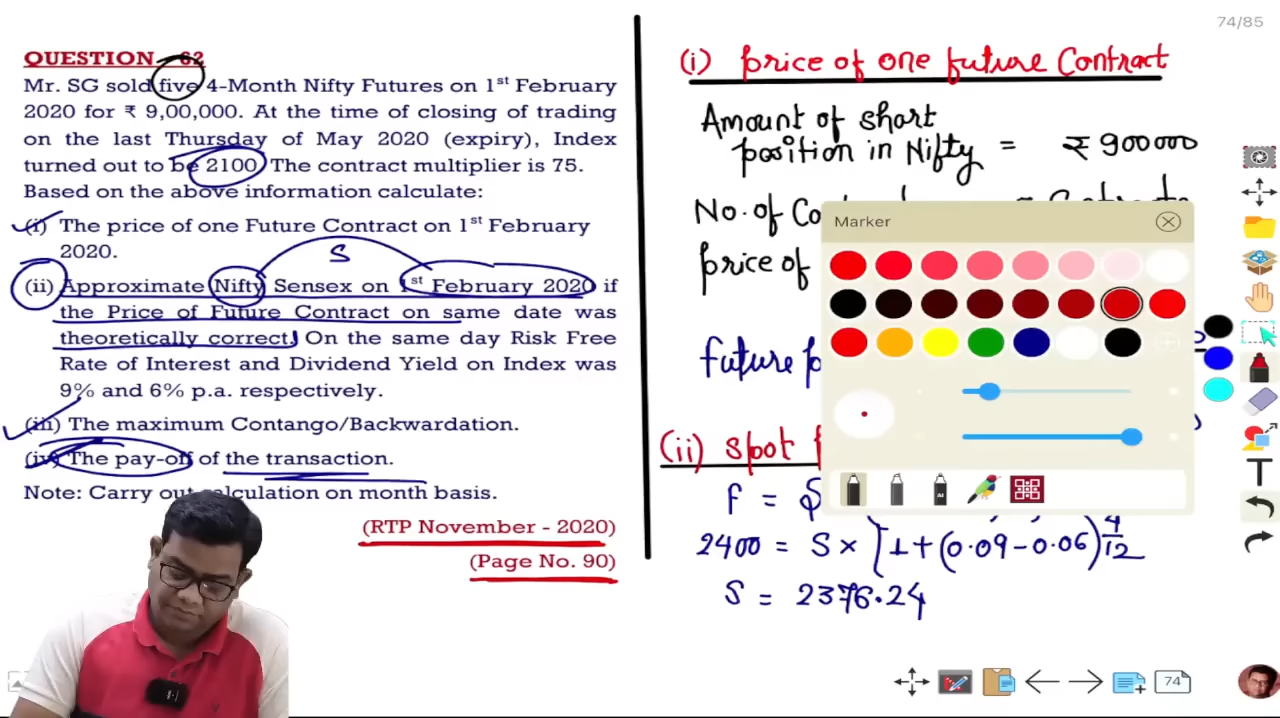 74/85
QUESTION 62
Mr. SG sold five 4-Month Nifty Futures on 1st February
2020 for ₹ 9,00,000. At the time of closing of trading
on the last Thursday of May 2020 (expiry), Index
turned out to be 2100. The contract multiplier is 75.
Based on the above information calculate:
(i) The price of one Future Contract on 1st February
2020.
S
(ii) Approximate Nifty Sensex on 1st February 2020 if
the Price of Future Contract on same date was
theoretically correct. On the same day Risk Free
Rate of Interest and Dividend Yield on Index was
9% and 6% p.a. respectively.
(iii) The maximum Contango/Backwardation.
(iv) The pay-off of the transaction.
Note: Carry out calculation on month basis.
(RTP November - 2020)
(Page No. 90)
(i) price of one future Contract
Amount of short
position in Nifty = ₹ 900000
No. of
price of
future
(ii) spot
F = S
2400 = S × [1 + (0.09 - 0.06) 4/12
S = 2376.24
Marker
AI
T
74